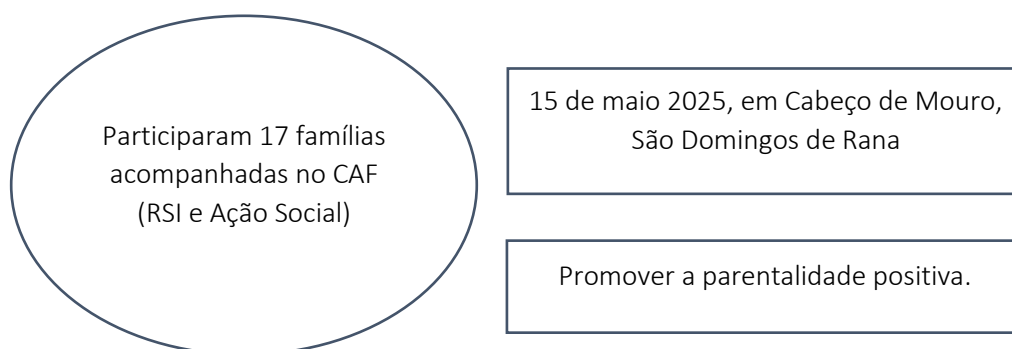 Participaram 17 famílias
acompanhadas no CAF
(RSI e Ação Social)
15 de maio 2025, em Cabeço de Mouro,
São Domingos de Rana
Promover a parentalidade positiva.